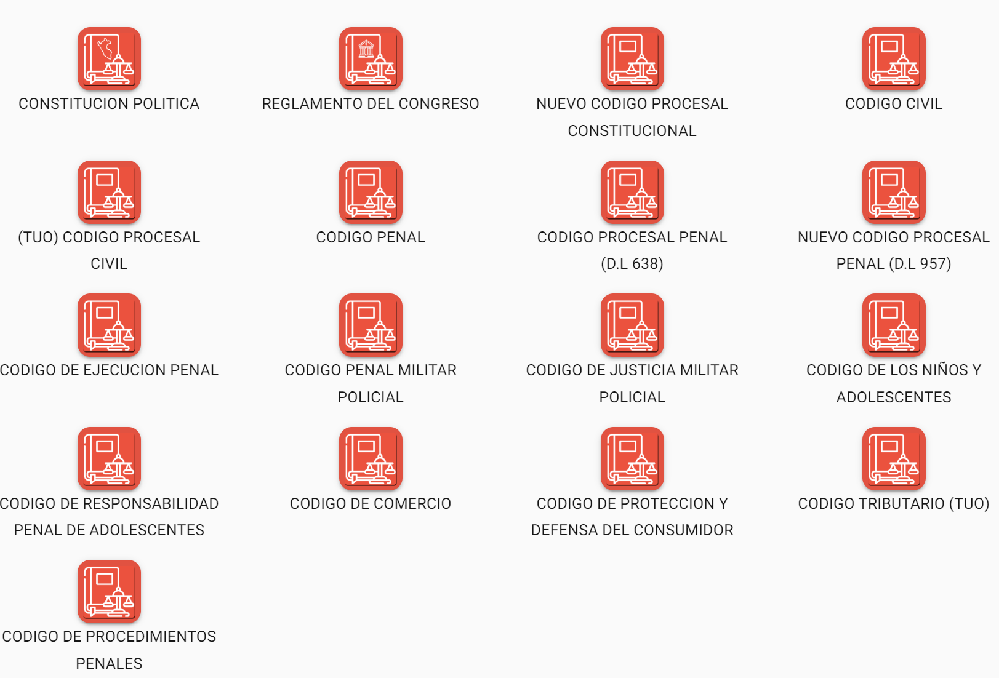 CONSTITUCION POLITICA
REGLAMENTO DEL CONGRESO
NUEVO CODIGO PROCESAL
CONSTITUCIONAL
CODIGO CIVIL
(TUO) CODIGO PROCESAL
CIVIL
CODIGO PENAL
CODIGO PROCESAL PENAL
(D.L 638)
NUEVO CODIGO PROCESAL
PENAL (D.L 957)
CODIGO DE EJECUCION PENAL
CODIGO PENAL MILITAR
POLICIAL
CODIGO DE JUSTICIA MILITAR
POLICIAL
CODIGO DE LOS NIÑOS Y
ADOLESCENTES
CODIGO DE RESPONSABILIDAD
PENAL DE ADOLESCENTES
CODIGO DE COMERCIO
CODIGO DE PROTECCION Y
DEFENSA DEL CONSUMIDOR
CODIGO TRIBUTARIO (TUO)
CODIGO DE PROCEDIMIENTOS
PENALES